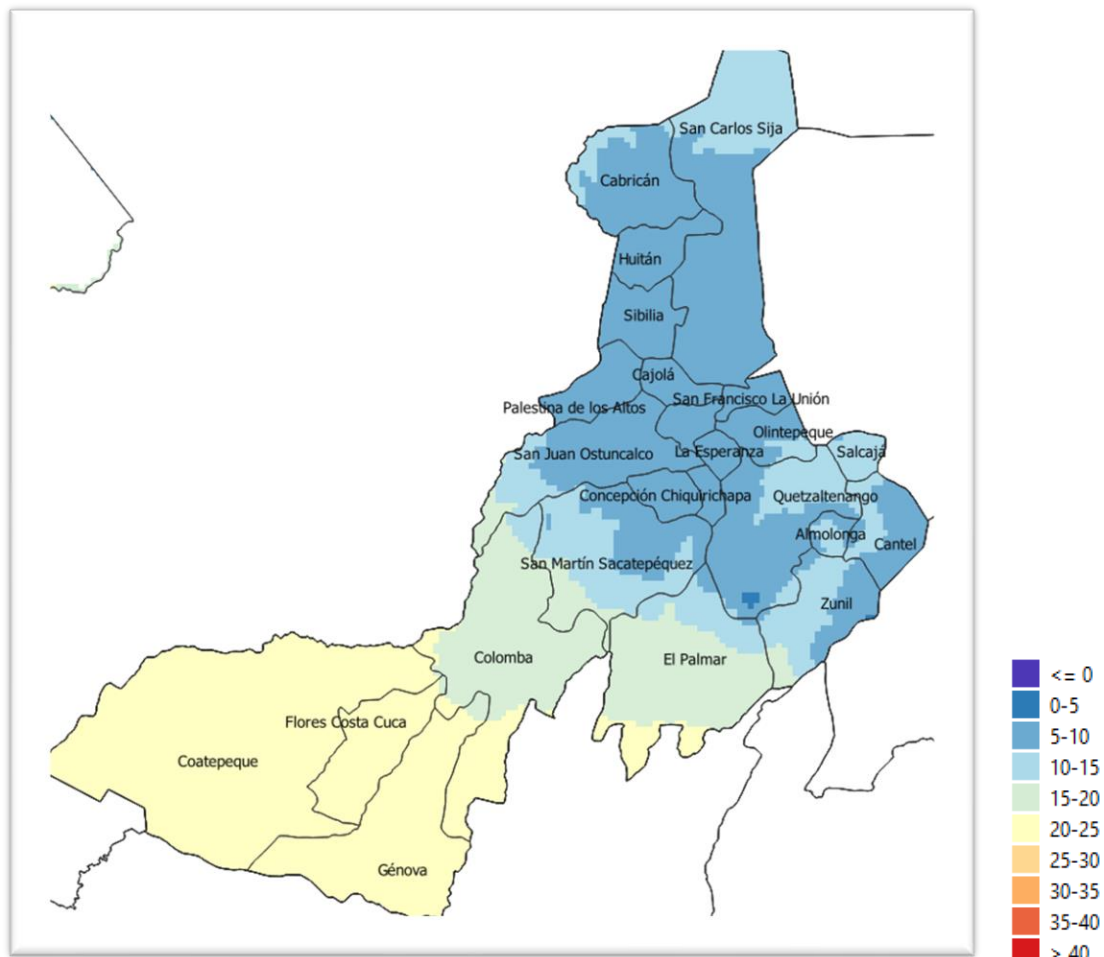 San Carlos Sija
Cabricán
Huitán
Sibilia
Cajolá
San Francisco La Unión
Palestina de los Altos
Olintepeque
San Juan Ostuncalco
La Esperanza
Salcajá
Concepción Chiquirichapa
Quetzaltenango
Almolonga
Cantel
San Martín Sacatepéquez
Zunil
Colomba
El Palmar
Flores Costa Cuca
Coatepeque
Génova
<= 0
0-5
5-10
10-15
15-20
20-25
25-30
30-35
35-40
> 40